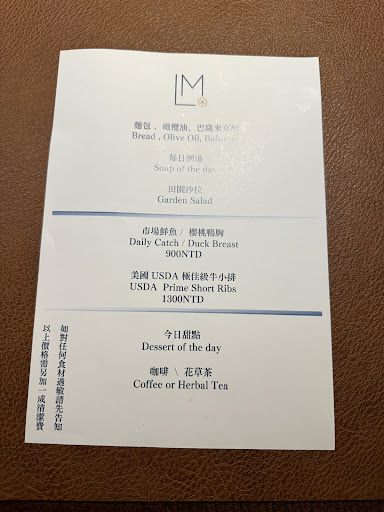 LM
麵包、橄欖油、巴薩米克醋
Bread, Olive Oil, Balsamic
每日例湯
Soup of the day
田園沙拉
Garden Salad
市場鮮魚 / 櫻桃鴨胸
Daily Catch / Duck Breast
900NTD
美國 USDA 極佳級牛小排
USDA Prime Short Ribs
1300NTD
今日甜點
Dessert of the day
咖啡 \ 花草茶
Coffee or Herbal Tea
如對任何食材過敏請先告知
以上價格需另加一成清潔費